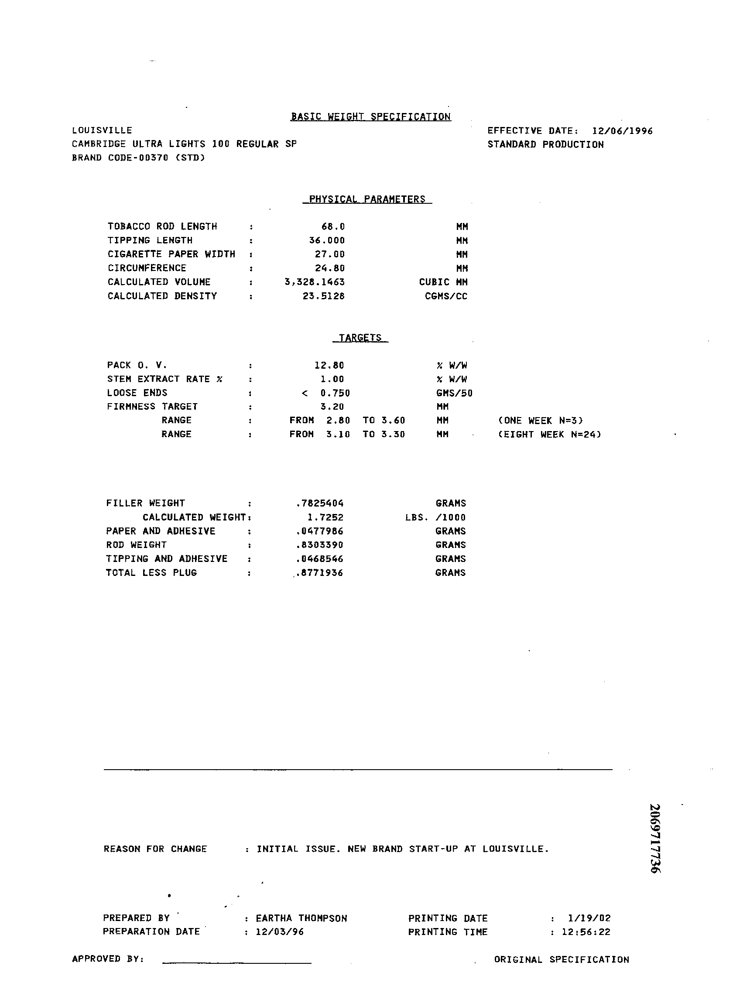 BASIC WEIGHT SPECIFICATION
LOUISVILLE EFFECTIVE DATE: 12/06/1996
CAMBRIDGE ULTRA LIGHTS 100 REGULAR SP STANDARD PRODUCTION
BRAND CODE-00370 (STD)
PHYSICAL PARAMETERS
TOBACCO ROD LENGTH : 68.0 MM
TIPPING LENGTH : 36.000 MM
CIGARETTE PAPER WIDTH : 27.00 MM
CIRCUMFERENCE : 24.80 MM
CALCULATED VOLUME : 3,328.1463 CUBIC MM
CALCULATED DENSITY : 23.5128 CGMS/CC
TARGETS
PACK O. V. : 12.80 % W/W
STEM EXTRACT RATE % : 1.00 % W/W
LOOSE ENDS : < 0.750 GMS/50
FIRMNESS TARGET : 3.20 MM
RANGE : FROM 2.80 TO 3.60 MM (ONE WEEK N=3)
RANGE : FROM 3.10 TO 3.30 MM (EIGHT WEEK N=24)
FILLER WEIGHT : .7825404 GRAMS
CALCULATED WEIGHT: 1.7252 LBS. /1000
PAPER AND ADHESIVE : .0477986 GRAMS
ROD WEIGHT : .8303390 GRAMS
TIPPING AND ADHESIVE : .0468546 GRAMS
TOTAL LESS PLUG : .8771936 GRAMS
2069717736
REASON FOR CHANGE : INITIAL ISSUE. NEW BRAND START-UP AT LOUISVILLE.
PREPARED BY : EARTHA THOMPSON PRINTING DATE : 1/19/02
PREPARATION DATE : 12/03/96 PRINTING TIME : 12:56:22
APPROVED BY: ORIGINAL SPECIFICATION